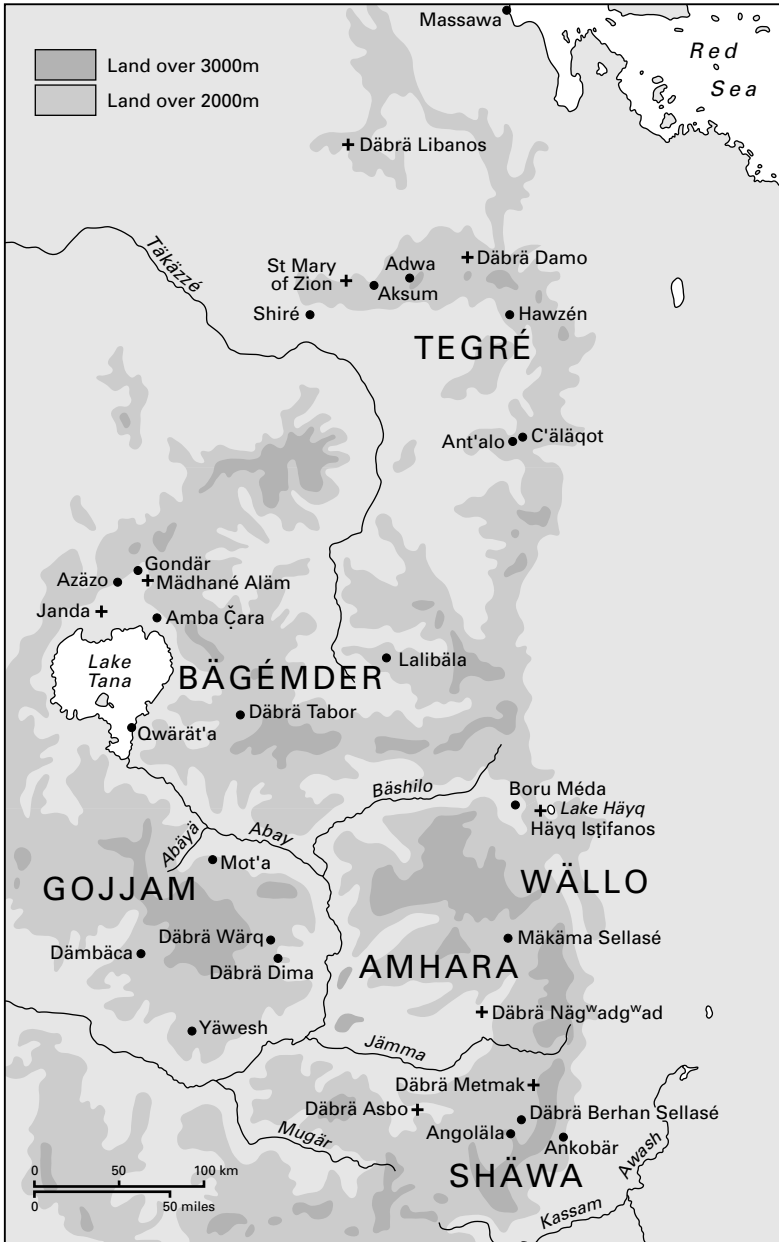 Massawa
Red
Sea
Land over 3000m
Land over 2000m
Däbrä Libanos
Täkäzzé
St Mary
of Zion
Adwa
Aksum
Däbrä Damo
Shiré
Hawzén
TEGRÉ
Ant'alo
C'äläqot
Gondär
Azäzo
Mädhané Aläm
Janda
Amba Č̣ara
Lake
Tana
BÄGÉMDER
Lalibäla
Däbrä Tabor
Qwärät'a
Bäshilo
Boru Méda
Lake Häyq
Häyq Isṭifanos
Abäyä
Abay
Mot'a
GOJJAM
WÄLLO
Däbrä Wärq
Dämbäca
Däbrä Dima
Mäkäma Sellasé
AMHARA
Yäwesh
Däbrä Nägʷadgʷad
Jämma
Däbrä Metmak
Däbrä Asbo
Däbrä Berhan Sellasé
Mugär
Angoläla
Ankobär
Awash
SHÄWA
Kassam
0 50 100 km
0 50 miles